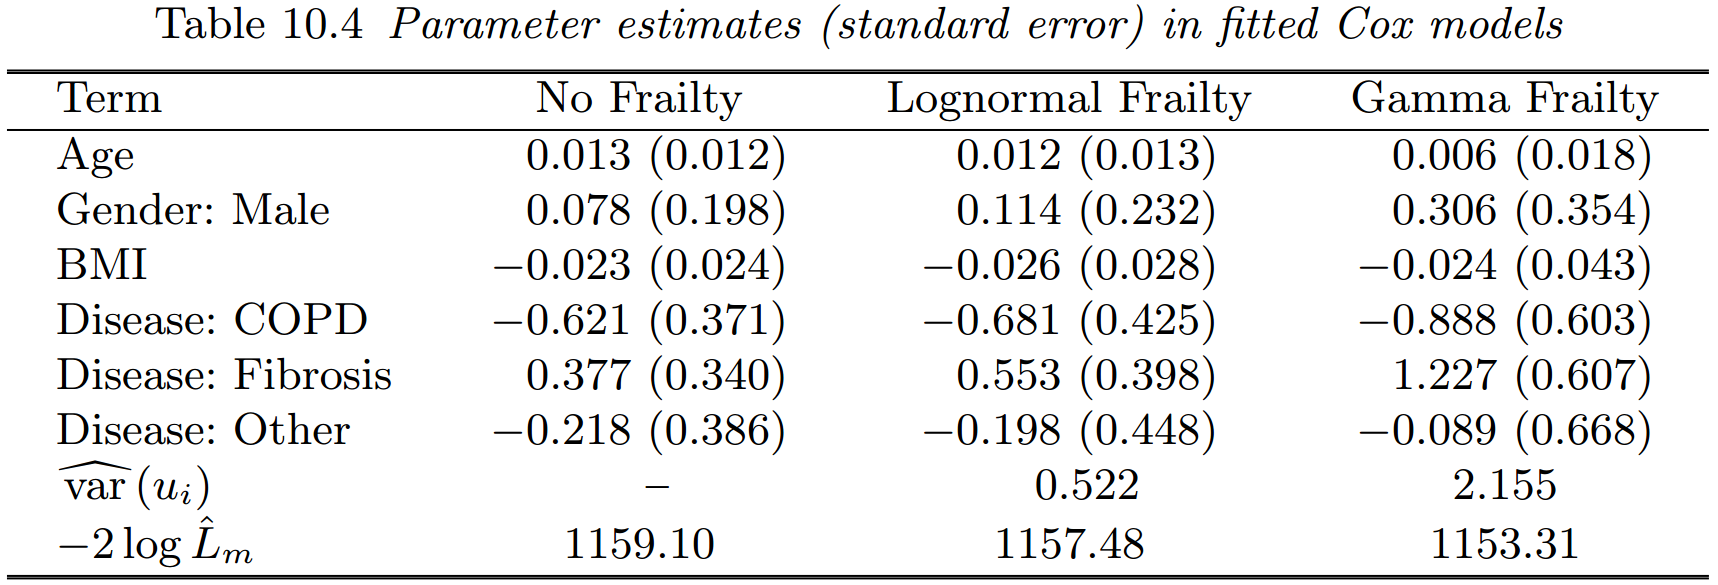 Table 10.4 Parameter estimates (standard error) in fitted Cox models
Term No Frailty Lognormal Frailty Gamma Frailty
Age 0.013 (0.012) 0.012 (0.013) 0.006 (0.018)
Gender: Male 0.078 (0.198) 0.114 (0.232) 0.306 (0.354)
BMI −0.023 (0.024) −0.026 (0.028) −0.024 (0.043)
Disease: COPD −0.621 (0.371) −0.681 (0.425) −0.888 (0.603)
Disease: Fibrosis 0.377 (0.340) 0.553 (0.398) 1.227 (0.607)
Disease: Other −0.218 (0.386) −0.198 (0.448) −0.089 (0.668)
$\widehat{\text{var}}(u_i)$ – 0.522 2.155
$-2 \log \hat{L}_m$ 1159.10 1157.48 1153.31